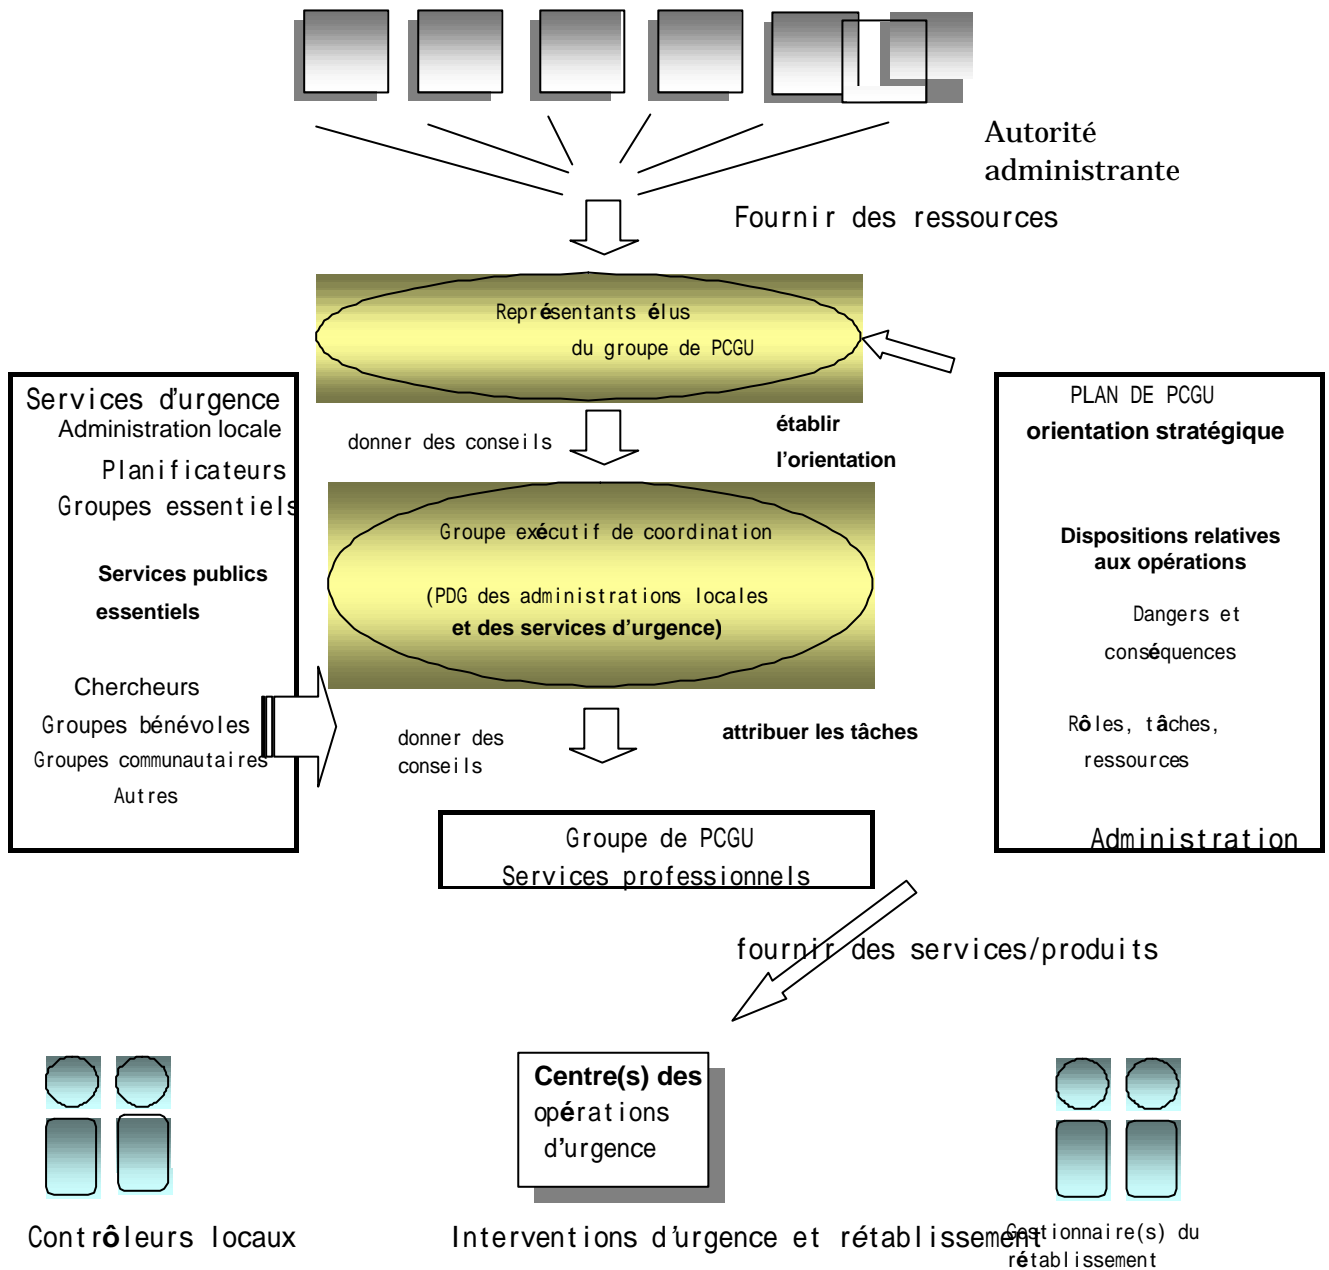 Autorité
administrante
Fournir des ressources
Représentants élus
du groupe de PCGU
Services d'urgence
Administration locale
Planificateurs
Groupes essentiels
Services publics
essentiels
Chercheurs
Groupes bénévoles
Groupes communautaires
Autres
donner des conseils
établir
l'orientation
Groupe exécutif de coordination
(PDG des administrations locales
et des services d'urgence)
donner des
conseils
attribuer les tâches
PLAN DE PCGU
orientation stratégique
Dispositions relatives
aux opérations
Dangers et
conséquences
Rôles, tâches,
ressources
Administration
Groupe de PCGU
Services professionnels
fournir des services/produits
Centre(s) des
opérations
d'urgence
Contrôleurs locaux
Interventions d'urgence et rétablissement
Gestionnaire(s) du
rétablissement